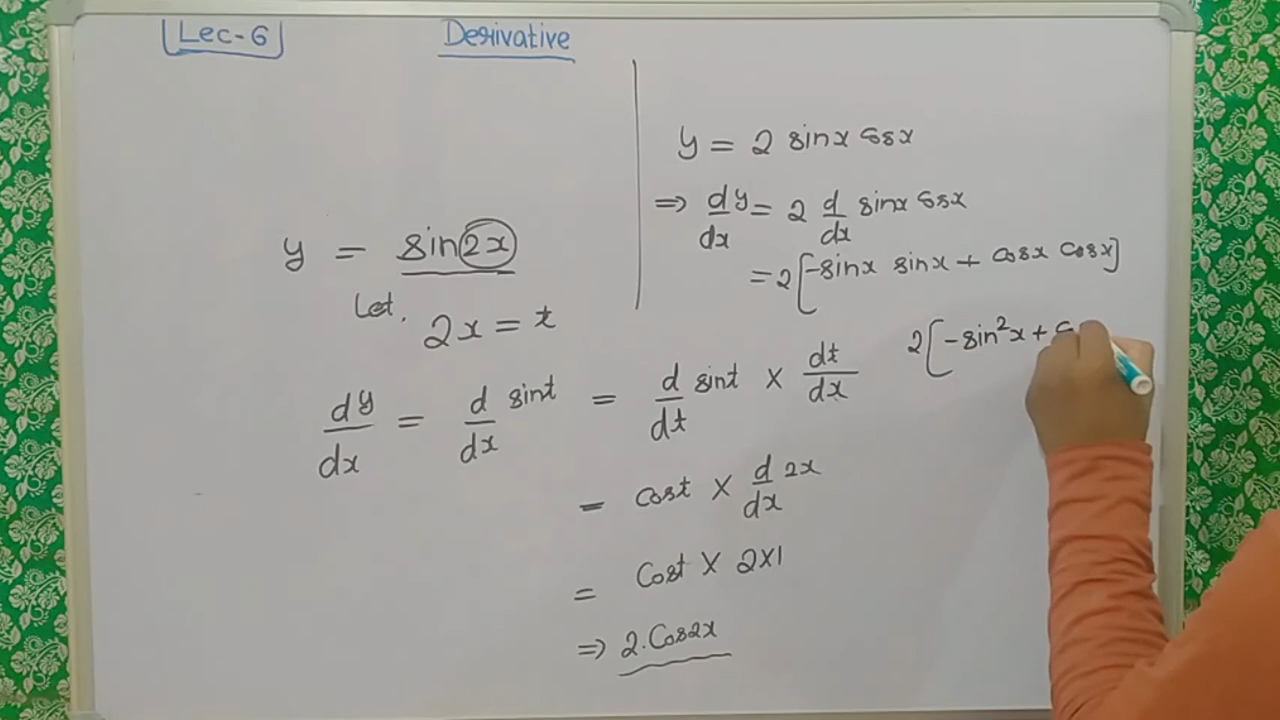 Lec-6
Derivative
y = sin2x
Let, 2x = t
dy/dx = d/dx sint = d/dt sint × dt/dx
= cost × d/dx 2x
= Cost × 2×1
⇒ 2.Cos2x
y = 2 sinx cosx
⇒ dy/dx = 2 d/dx sinx cosx
= 2[-sinx sinx + cosx cosx]
2[-sin²x +